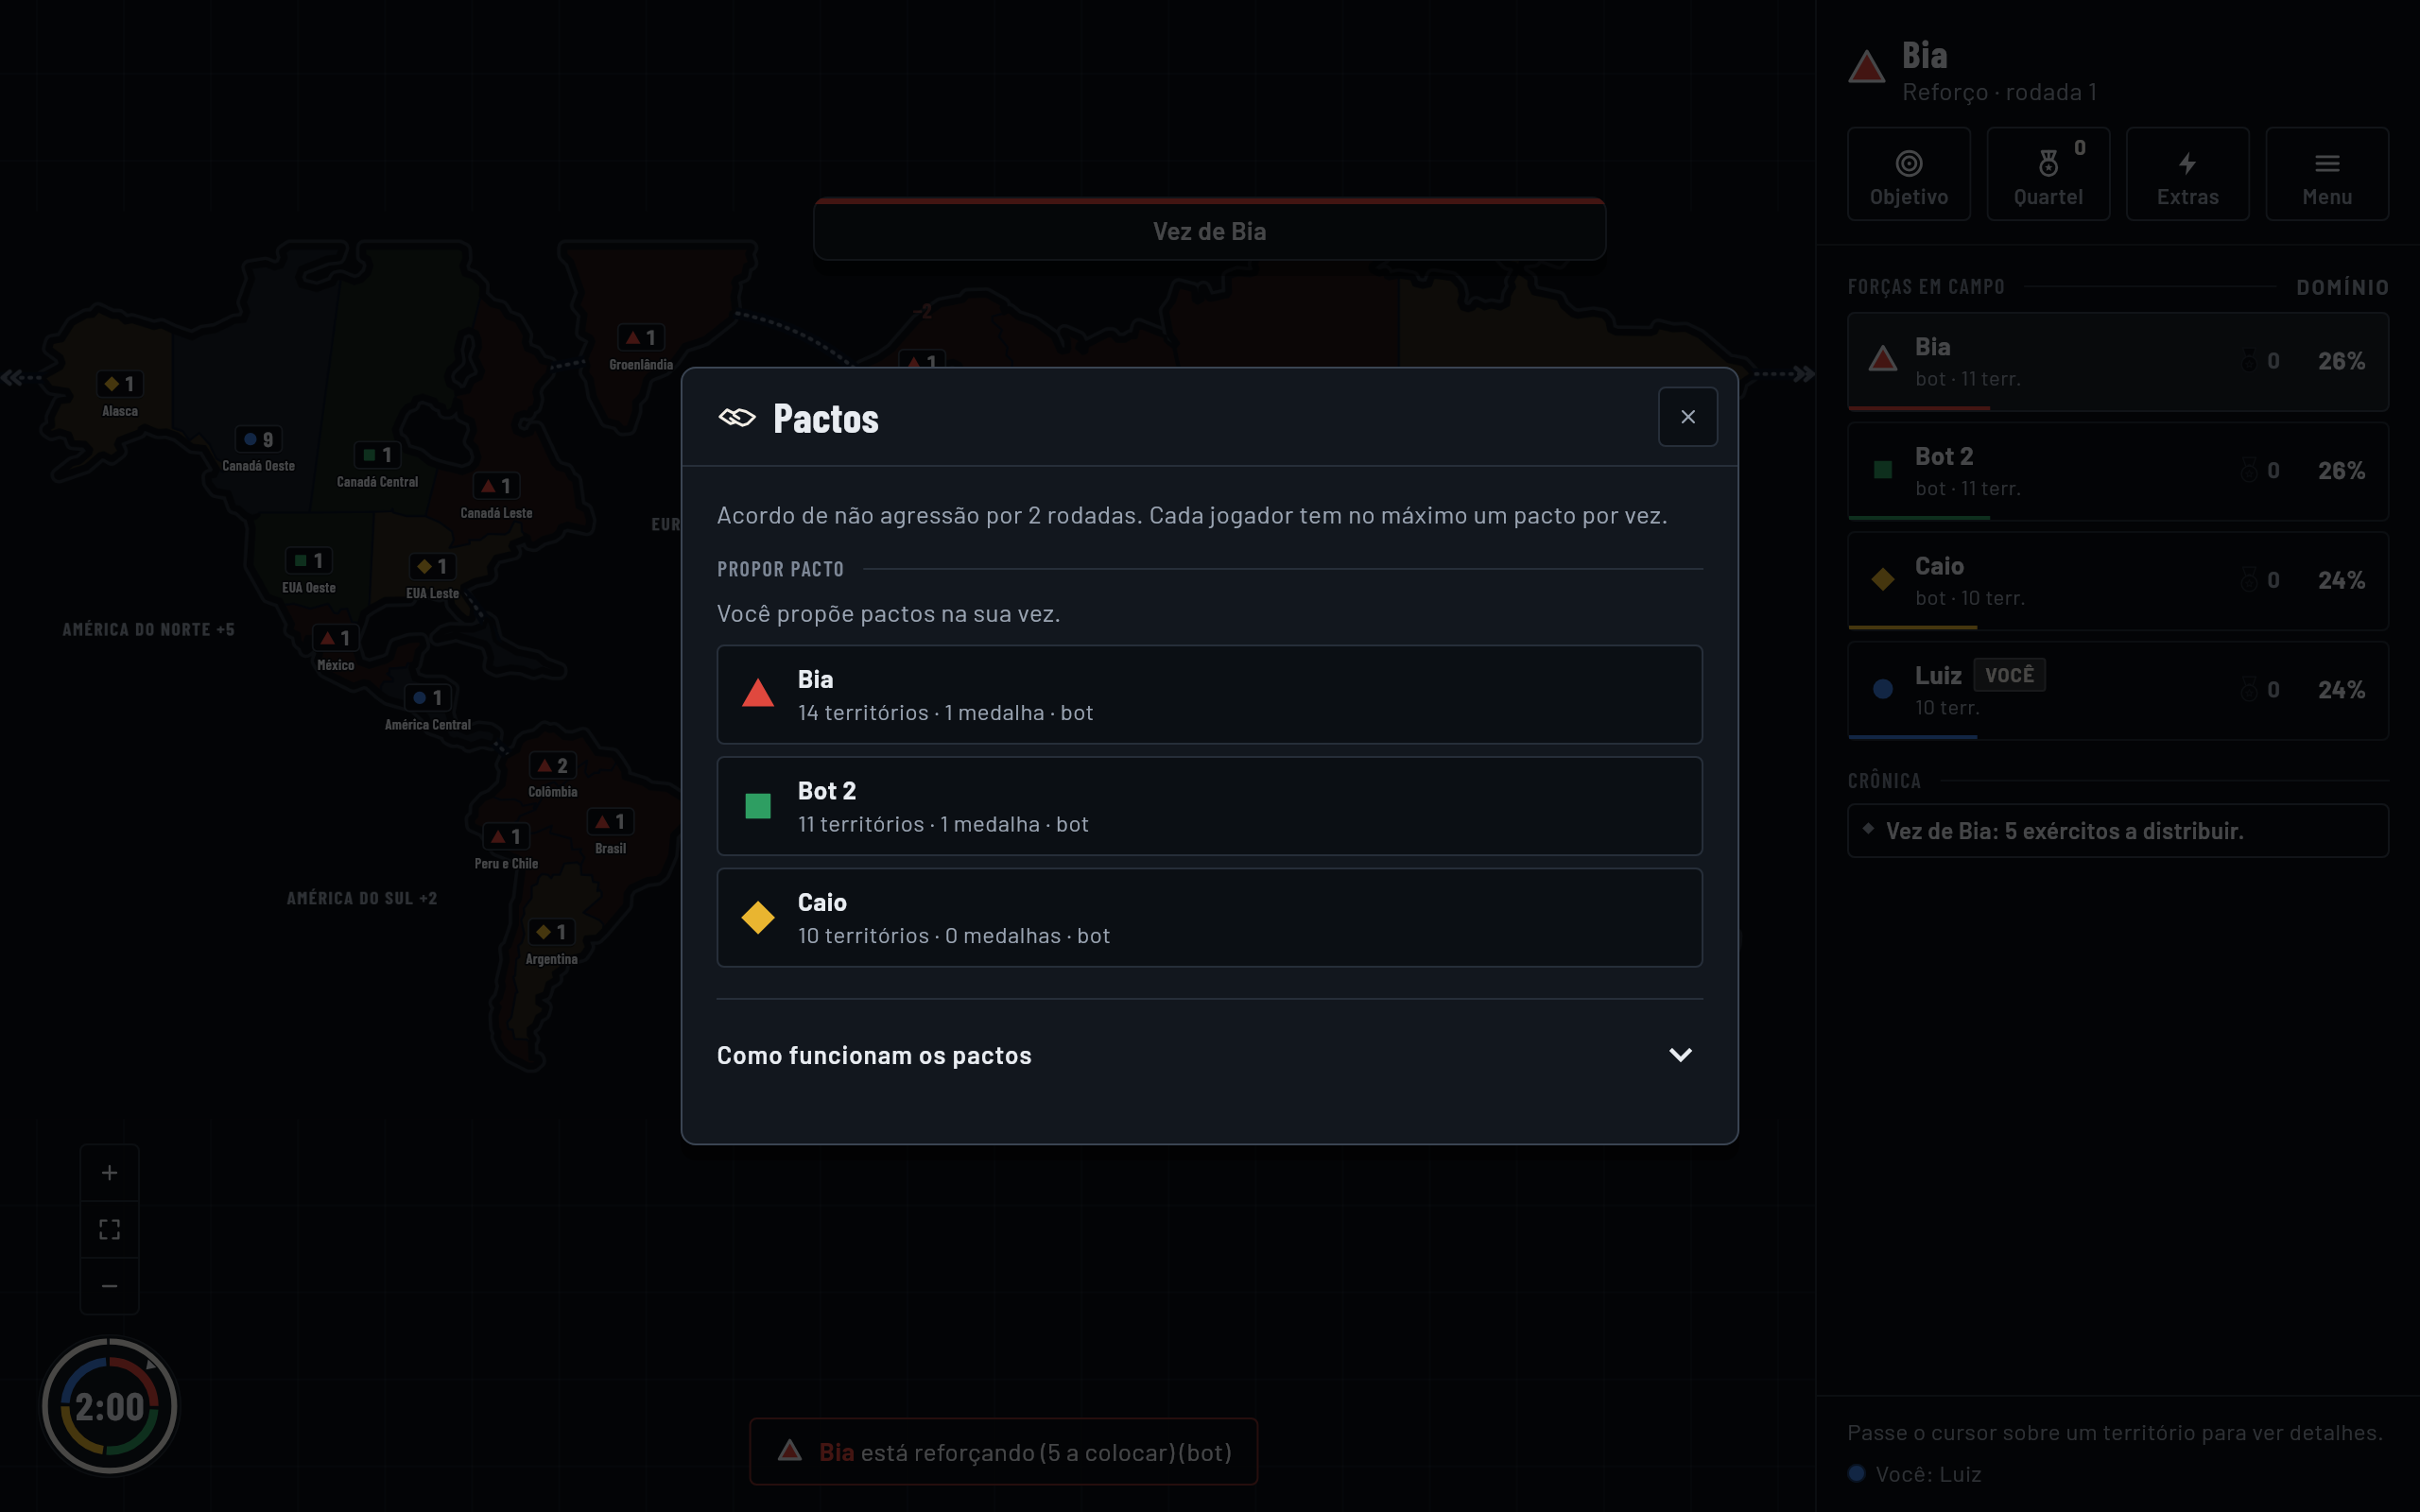 Bia
Reforço · rodada 1
Objetivo
0
Quartel
Extras
Menu
Vez de Bia
FORÇAS EM CAMPO
DOMÍNIO
Bia
bot · 11 terr.
0
26%
Bot 2
bot · 11 terr.
0
26%
Caio
bot · 10 terr.
0
24%
Luiz
VOCÊ
10 terr.
0
24%
CRÔNICA
Vez de Bia: 5 exércitos a distribuir.
-2
1
Groenlândia
1
1
Alasca
9
Canadá Oeste
1
Canadá Central
1
Canadá Leste
EUR
1
EUA Oeste
1
EUA Leste
AMÉRICA DO NORTE +5
1
México
1
América Central
2
Colômbia
1
Brasil
1
Peru e Chile
AMÉRICA DO SUL +2
1
Argentina
Pactos
×
Acordo de não agressão por 2 rodadas. Cada jogador tem no máximo um pacto por vez.
PROPOR PACTO
Você propõe pactos na sua vez.
Bia
14 territórios · 1 medalha · bot
Bot 2
11 territórios · 1 medalha · bot
Caio
10 territórios · 0 medalhas · bot
Como funcionam os pactos
+
−
2:00
Bia está reforçando (5 a colocar) (bot)
Passe o cursor sobre um território para ver detalhes.
Você: Luiz